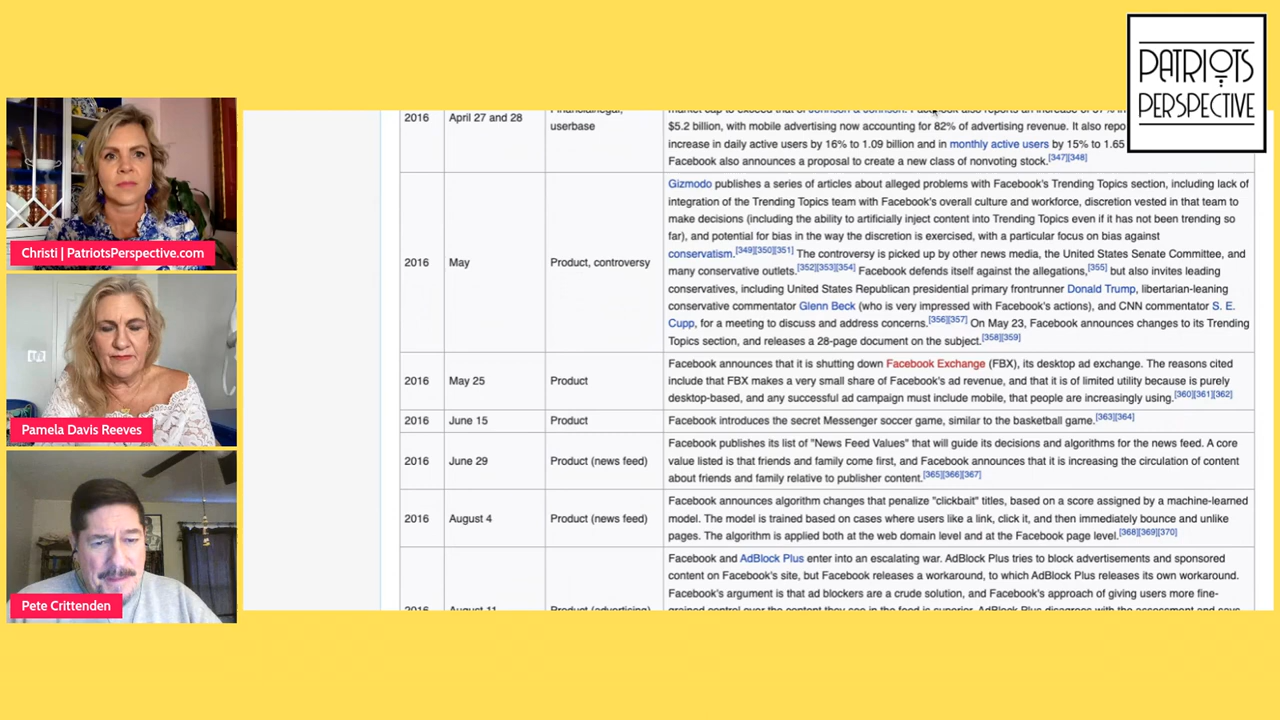 PATRIOTS
PERSPECTIVE
Christi | PatriotsPerspective.com
Pamela Davis Reeves
Pete Crittenden
2016
April 27 and 28
userbase
$5.2 billion, with mobile advertising now accounting for 82% of advertising revenue. It also repo
increase in daily active users by 16% to 1.09 billion and in monthly active users by 15% to 1.65
Facebook also announces a proposal to create a new class of nonvoting stock.[347][348]
2016
May
Product, controversy
Gizmodo publishes a series of articles about alleged problems with Facebook's Trending Topics section, including lack of
integration of the Trending Topics team with Facebook's overall culture and workforce, discretion vested in that team to
make decisions (including the ability to artificially inject content into Trending Topics even if it has not been trending so
far), and potential for bias in the way the discretion is exercised, with a particular focus on bias against
conservatism.[349][350][351] The controversy is picked up by other news media, the United States Senate Committee, and
many conservative outlets.[352][353][354] Facebook defends itself against the allegations,[355] but also invites leading
conservatives, including United States Republican presidential primary frontrunner Donald Trump, libertarian-leaning
conservative commentator Glenn Beck (who is very impressed with Facebook's actions), and CNN commentator S. E.
Cupp, for a meeting to discuss and address concerns.[356][357] On May 23, Facebook announces changes to its Trending
Topics section, and releases a 28-page document on the subject.[358][359]
2016
May 25
Product
Facebook announces that it is shutting down Facebook Exchange (FBX), its desktop ad exchange. The reasons cited
include that FBX makes a very small share of Facebook's ad revenue, and that it is of limited utility because is purely
desktop-based, and any successful ad campaign must include mobile, that people are increasingly using.[360][361][362]
2016
June 15
Product
Facebook introduces the secret Messenger soccer game, similar to the basketball game.[363][364]
2016
June 29
Product (news feed)
Facebook publishes its list of "News Feed Values" that will guide its decisions and algorithms for the news feed. A core
value listed is that friends and family come first, and Facebook announces that it is increasing the circulation of content
about friends and family relative to publisher content.[365][366][367]
2016
August 4
Product (news feed)
Facebook announces algorithm changes that penalize "clickbait" titles, based on a score assigned by a machine-learned
model. The model is trained based on cases where users like a link, click it, and then immediately bounce and unlike
pages. The algorithm is applied both at the web domain level and at the Facebook page level.[368][369][370]
2016
August 11
Product (advertising)
Facebook and AdBlock Plus enter into an escalating war. AdBlock Plus tries to block advertisements and sponsored
content on Facebook's site, but Facebook releases a workaround, to which AdBlock Plus releases its own workaround.
Facebook's argument is that ad blockers are a crude solution, and Facebook's approach of giving users more fine-
grained control over the content they see in the feed is superior. AdBlock Plus disagrees with the assessment and says